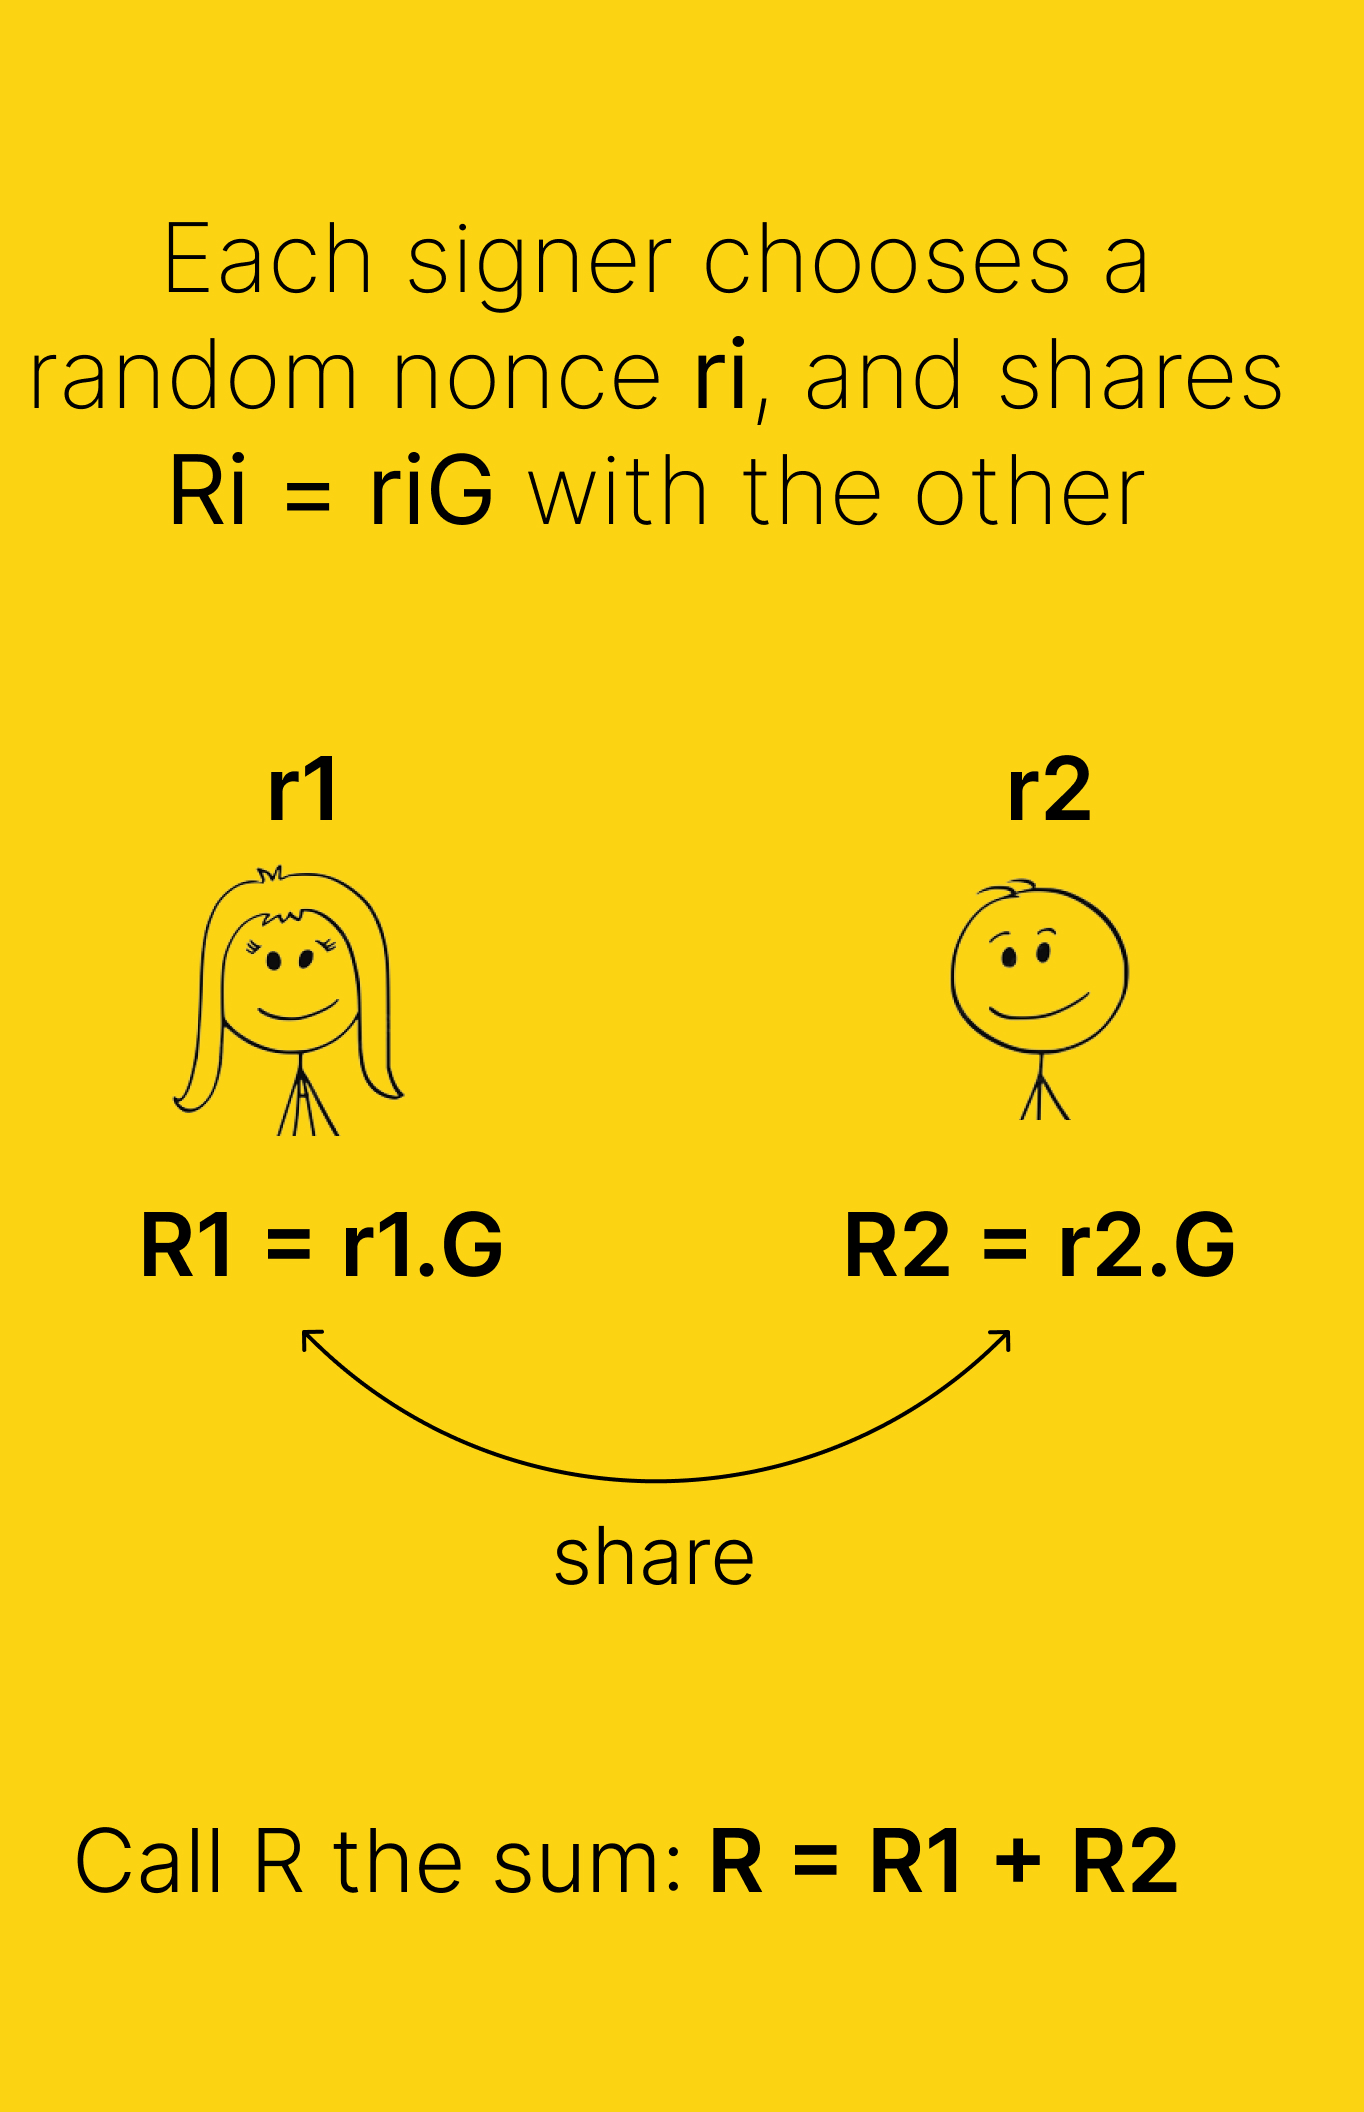 Each signer chooses a
random nonce ri, and shares
Ri = riG with the other
r1
r2
R1 = r1.G
R2 = r2.G
share
Call R the sum: R = R1 + R2